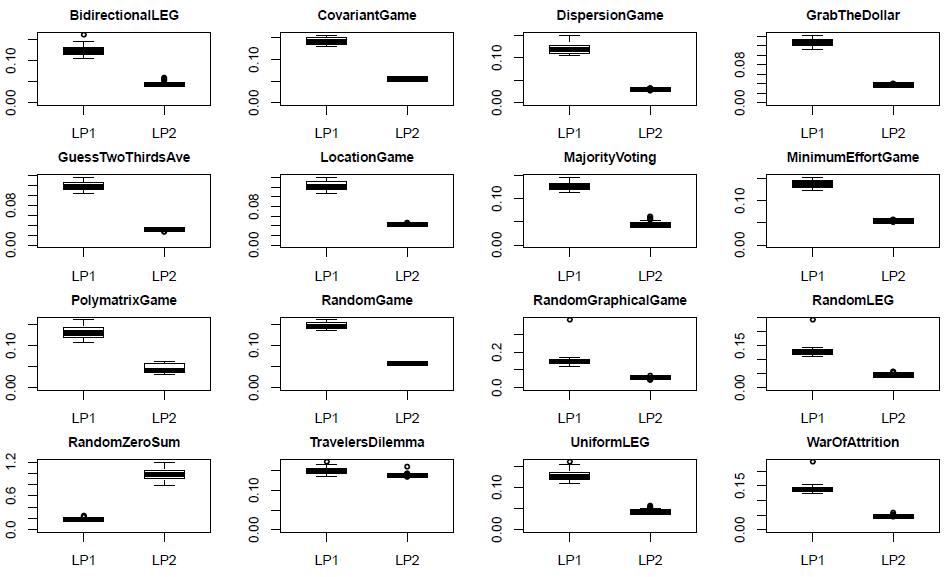 BidirectionalLEG CovariantGame DispersionGame GrabTheDollar
0.10 0.10 0.10 0.08
0.00 0.00 0.00 0.00
LP1 LP2 LP1 LP2 LP1 LP2 LP1 LP2
GuessTwoThirdsAve LocationGame MajorityVoting MinimumEffortGame
0.08 0.08 0.10 0.10
0.00 0.00 0.00 0.00
LP1 LP2 LP1 LP2 LP1 LP2 LP1 LP2
PolymatrixGame RandomGame RandomGraphicalGame RandomLEG
0.10 0.10 0.2 0.15
0.00 0.00 0.0 0.00
LP1 LP2 LP1 LP2 LP1 LP2 LP1 LP2
RandomZeroSum TravelersDilemma UniformLEG WarOfAttrition
1.2
0.6 0.10 0.10 0.15
0.0 0.00 0.00 0.00
LP1 LP2 LP1 LP2 LP1 LP2 LP1 LP2